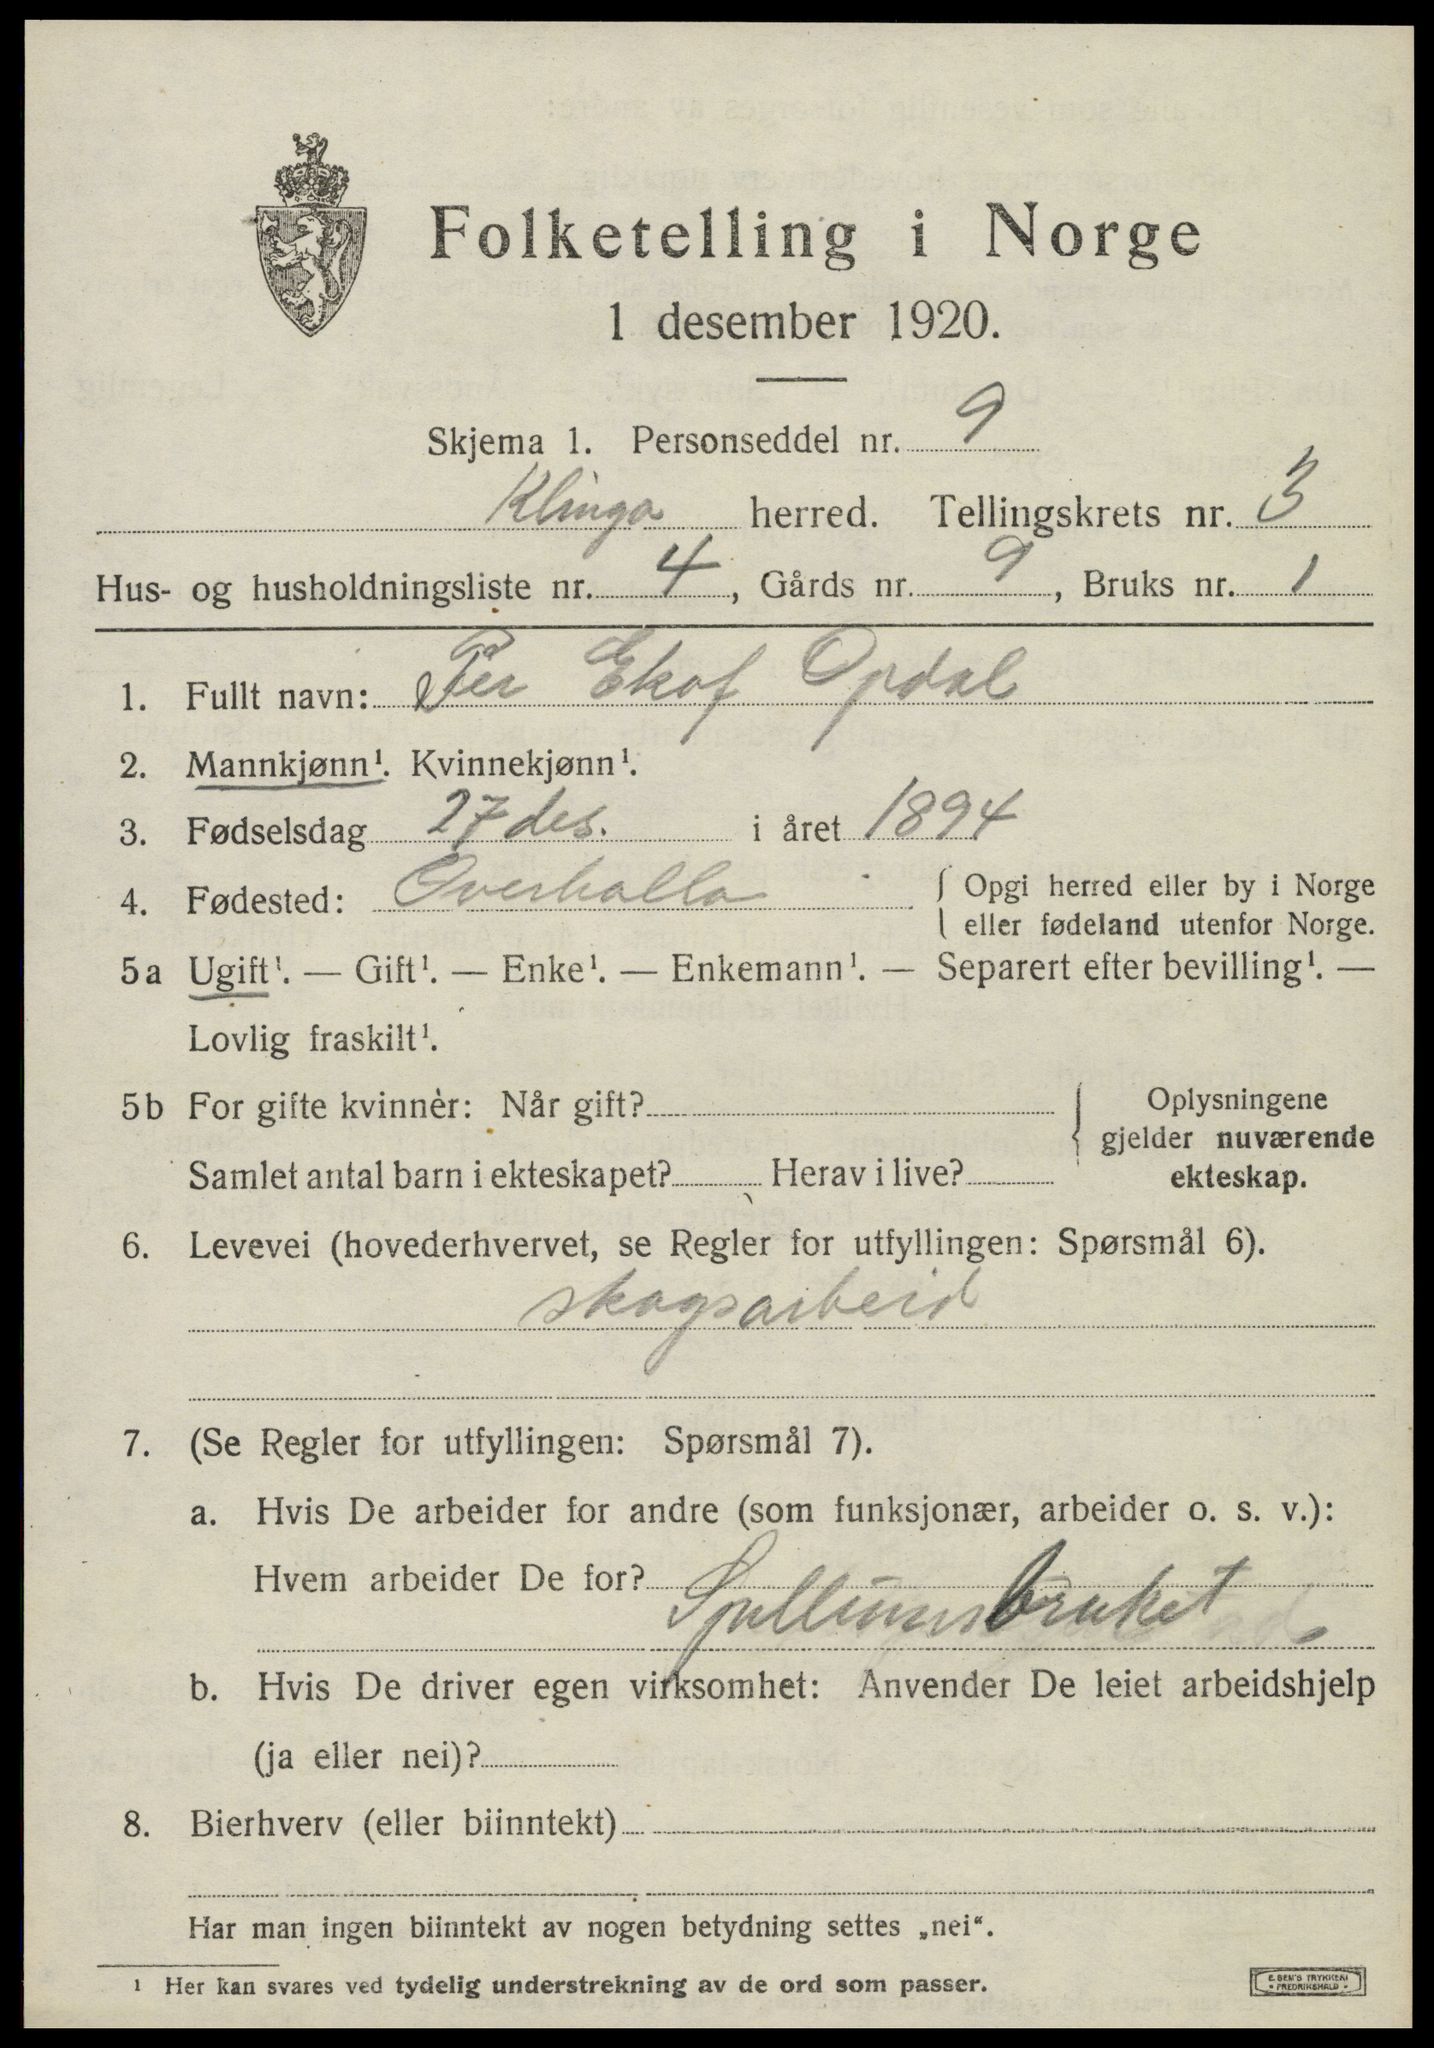 Folketelling i Norge
1 desember 1920.
Skjema 1. Personseddel nr. 9
Klinga herred. Tellingskrets nr. 3
Hus- og husholdningsliste nr. 4, Gårds nr. 9, Bruks nr. 1
1. Fullt navn: Per Ekof Opdal
2. Mannkjønn¹. Kvinnekjønn¹.
3. Fødselsdag 27 des. i året 1894
4. Fødested: Overhalla { Opgi herred eller by i Norge
eller fødeland utenfor Norge.
5a Ugift¹. — Gift¹. — Enke¹. — Enkemann¹. — Separert efter bevilling¹. —
Lovlig fraskilt¹.
5b For gifte kvinner: Når gift? { Oplysningene
gjelder nuværende
Samlet antal barn i ekteskapet? Herav i live? ekteskap.
6. Levevei (hovederhvervet, se Regler for utfyllingen: Spørsmål 6).
skogsarbeid
7. (Se Regler for utfyllingen: Spørsmål 7).
a. Hvis De arbeider for andre (som funksjonær, arbeider o. s. v.):
Hvem arbeider De for? Spillumsbruket
b. Hvis De driver egen virksomhet: Anvender De leiet arbeidshjelp
(ja eller nei)?
8. Bierhverv (eller biinntekt)
Har man ingen biinntekt av nogen betydning settes „nei“.
¹ Her kan svares ved tydelig understrekning av de ord som passer.
E. SEM'S TRYKKERI
• FREDRIKSHALD •